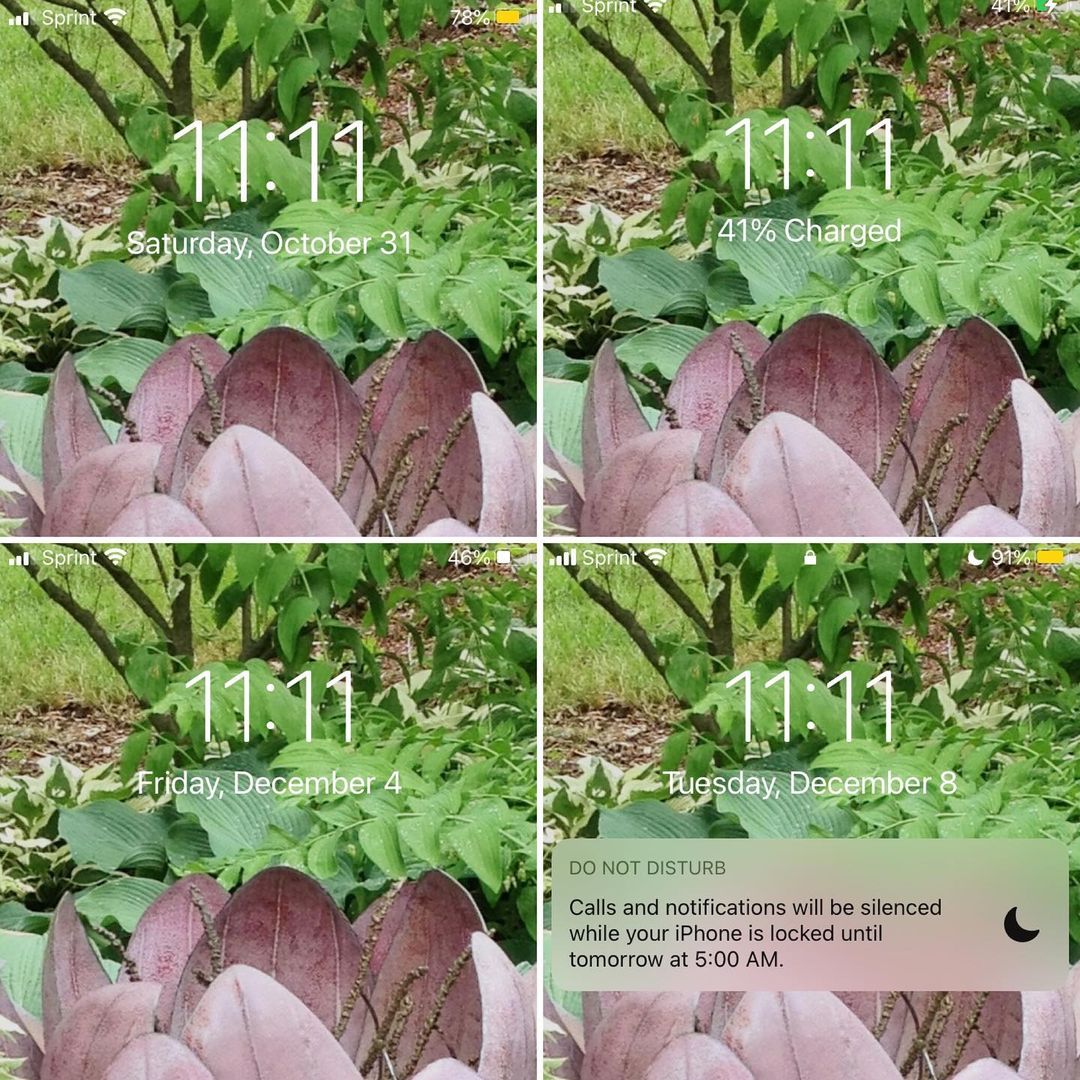 Sprint 78%
11:11
Saturday, October 31
Sprint 41%
11:11
41% Charged
Sprint 46%
11:11
Friday, December 4
Sprint 91%
11:11
Tuesday, December 8
DO NOT DISTURB
Calls and notifications will be silenced
while your iPhone is locked until
tomorrow at 5:00 AM.